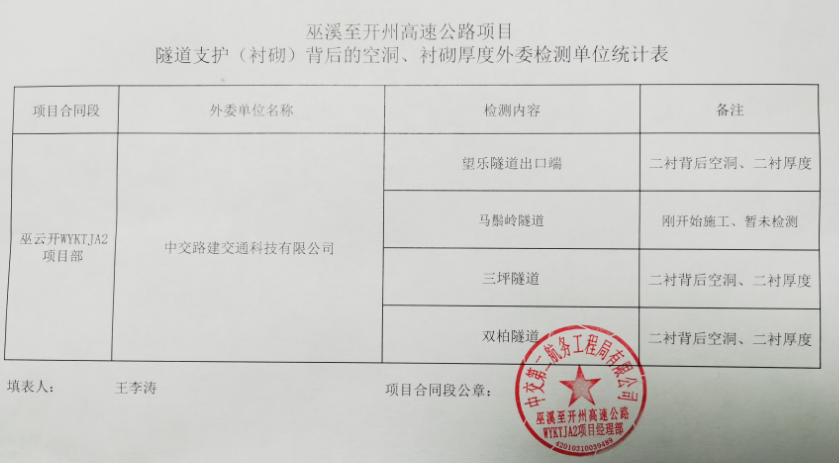 巫溪至开州高速公路项目
隧道支护（衬砌）背后的空洞、衬砌厚度外委检测单位统计表
项目合同段
外委单位名称
检测内容
备注
巫云开WYKTJA2
项目部
中交路建交通科技有限公司
望乐隧道出口端
二衬背后空洞、二衬厚度
马鬃岭隧道
刚开始施工、暂未检测
三坪隧道
二衬背后空洞、二衬厚度
双柏隧道
二衬背后空洞、二衬厚度
填表人：
王李涛
项目合同段公章：
中交第二航务工程局有限公司
巫溪至开州高速公路
WYKTJA2项目经理部
42010310039489